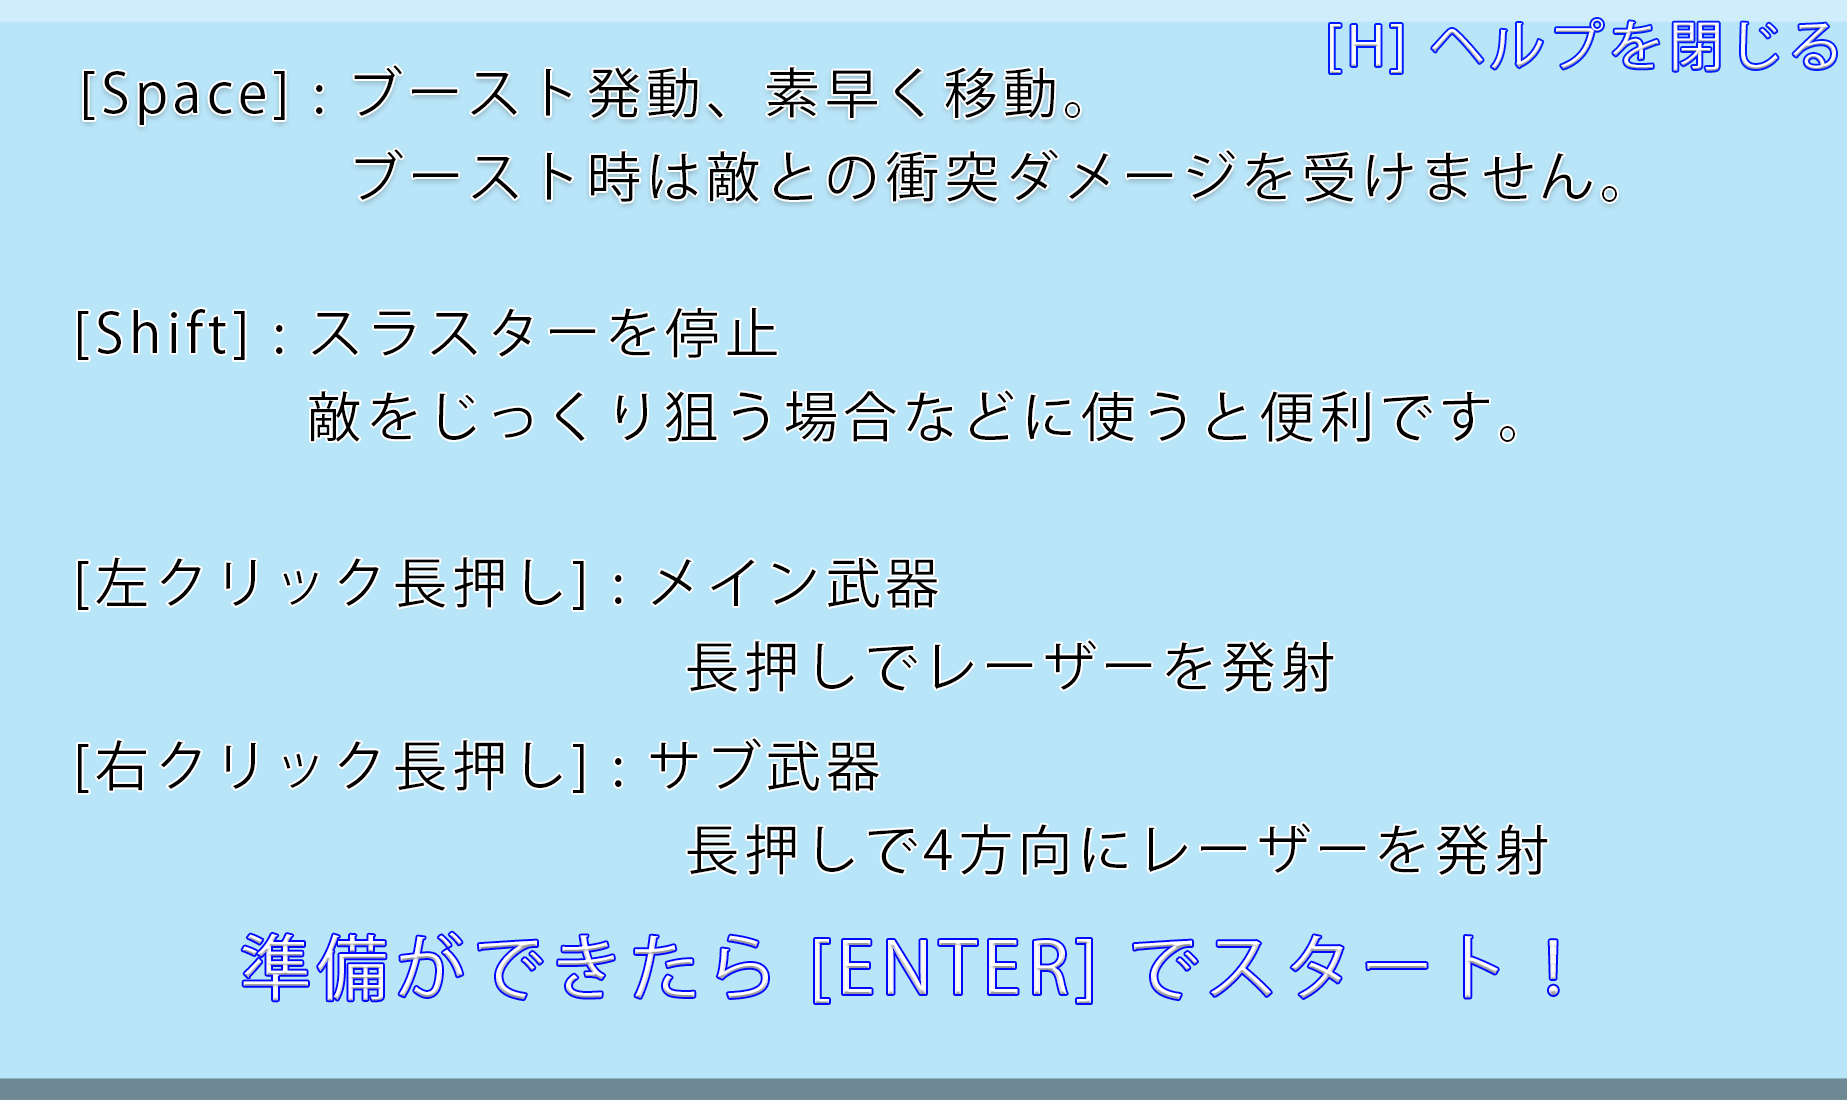 [H] ヘルプを閉じる
[Space] : ブースト発動、素早く移動。
ブースト時は敵との衝突ダメージを受けません。
[Shift] : スラスターを停止
敵をじっくり狙う場合などに使うと便利です。
[左クリック長押し] : メイン武器
長押しでレーザーを発射
[右クリック長押し] : サブ武器
長押しで4方向にレーザーを発射
準備ができたら [ENTER] でスタート！